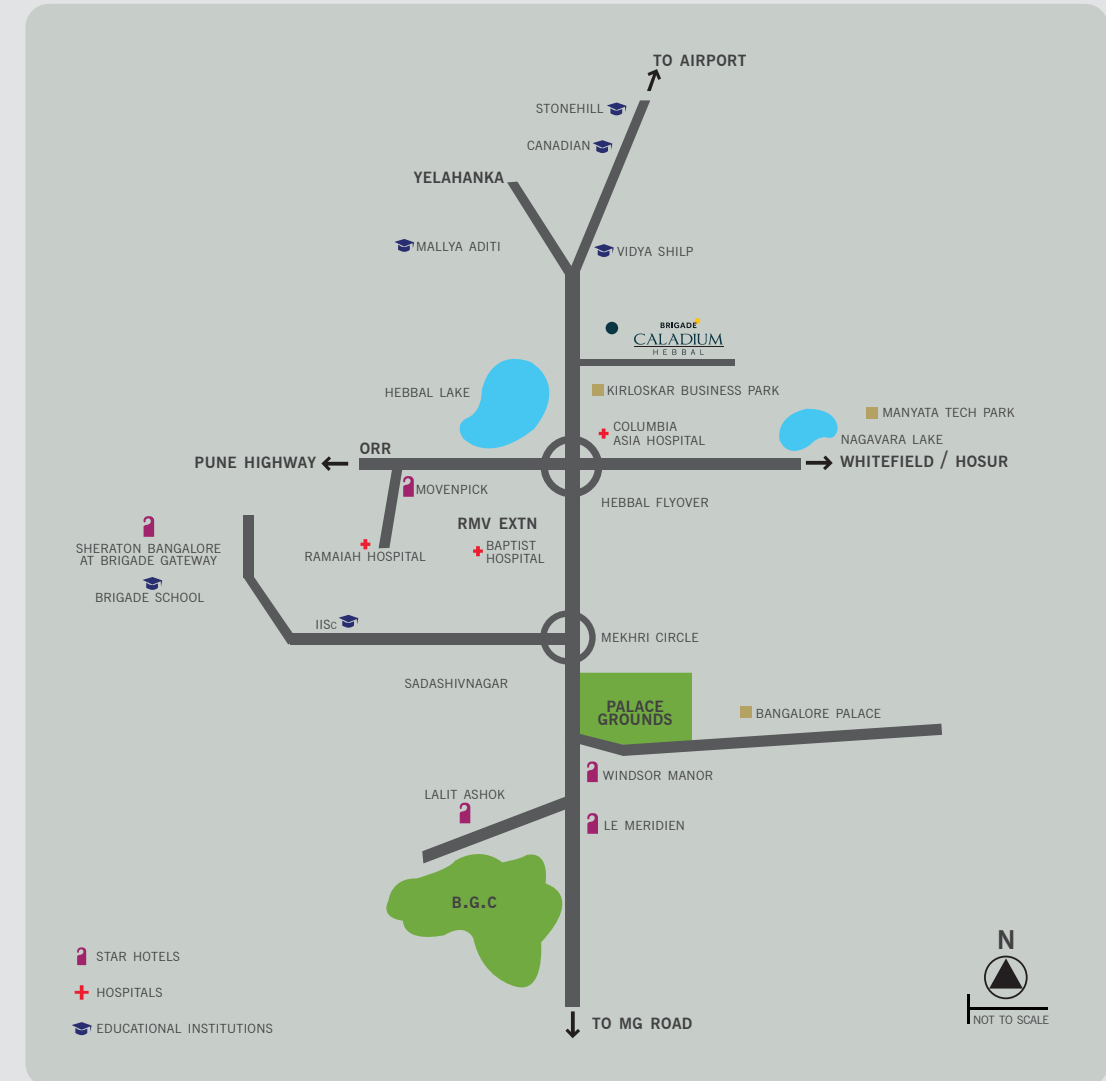 TO AIRPORT
STONEHILL
CANADIAN
YELAHANKA
MALLYA ADITI
VIDYA SHILP
BRIGADE
CALADIUM
HEBBAL
HEBBAL LAKE
KIRLOSKAR BUSINESS PARK
MANYATA TECH PARK
COLUMBIA
ASIA HOSPITAL
NAGAVARA LAKE
ORR
PUNE HIGHWAY
WHITEFIELD / HOSUR
MOVENPICK
HEBBAL FLYOVER
RMV EXTN
SHERATON BANGALORE
AT BRIGADE GATEWAY
RAMAIAH HOSPITAL
BAPTIST
HOSPITAL
BRIGADE SCHOOL
IISc
MEKHRI CIRCLE
SADASHIVNAGAR
PALACE
GROUNDS
BANGALORE PALACE
WINDSOR MANOR
LALIT ASHOK
LE MERIDIEN
B.G.C
STAR HOTELS
HOSPITALS
EDUCATIONAL INSTITUTIONS
N
NOT TO SCALE
TO MG ROAD